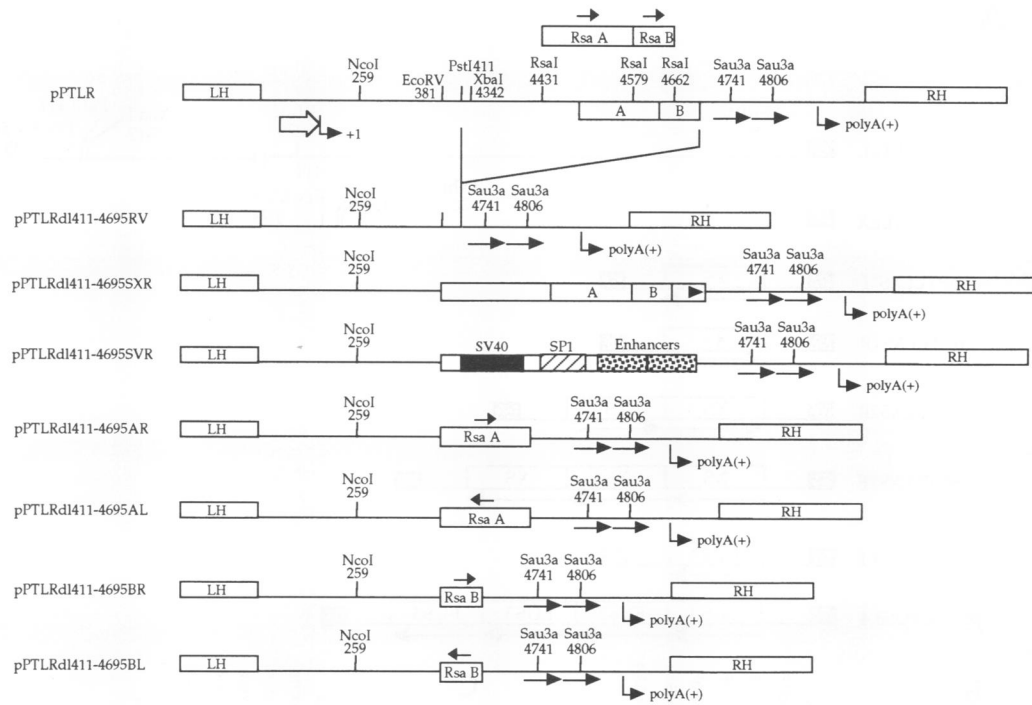 Rsa A Rsa B
NcoI PstI411 RsaI RsaI RsaI Sau3a Sau3a
259 EcoRV XbaI 4431 4579 4662 4741 4806
381 4342
pPTLR LH RH
A B
+1 polyA(+)
NcoI Sau3a Sau3a
259 4741 4806
pPTLRdl411-4695RV LH RH
polyA(+)
NcoI Sau3a Sau3a
259 4741 4806
pPTLRdl411-4695SXR LH A B RH
polyA(+)
NcoI SV40 SP1 Enhancers Sau3a Sau3a
259 4741 4806
pPTLRdl411-4695SVR LH RH
polyA(+)
NcoI Sau3a Sau3a
259 4741 4806
pPTLRdl411-4695AR LH Rsa A RH
polyA(+)
NcoI Sau3a Sau3a
259 4741 4806
pPTLRdl411-4695AL LH Rsa A RH
polyA(+)
NcoI Sau3a Sau3a
259 4741 4806
pPTLRdl411-4695BR LH Rsa B RH
polyA(+)
NcoI Sau3a Sau3a
259 4741 4806
pPTLRdl411-4695BL LH Rsa B RH
polyA(+)